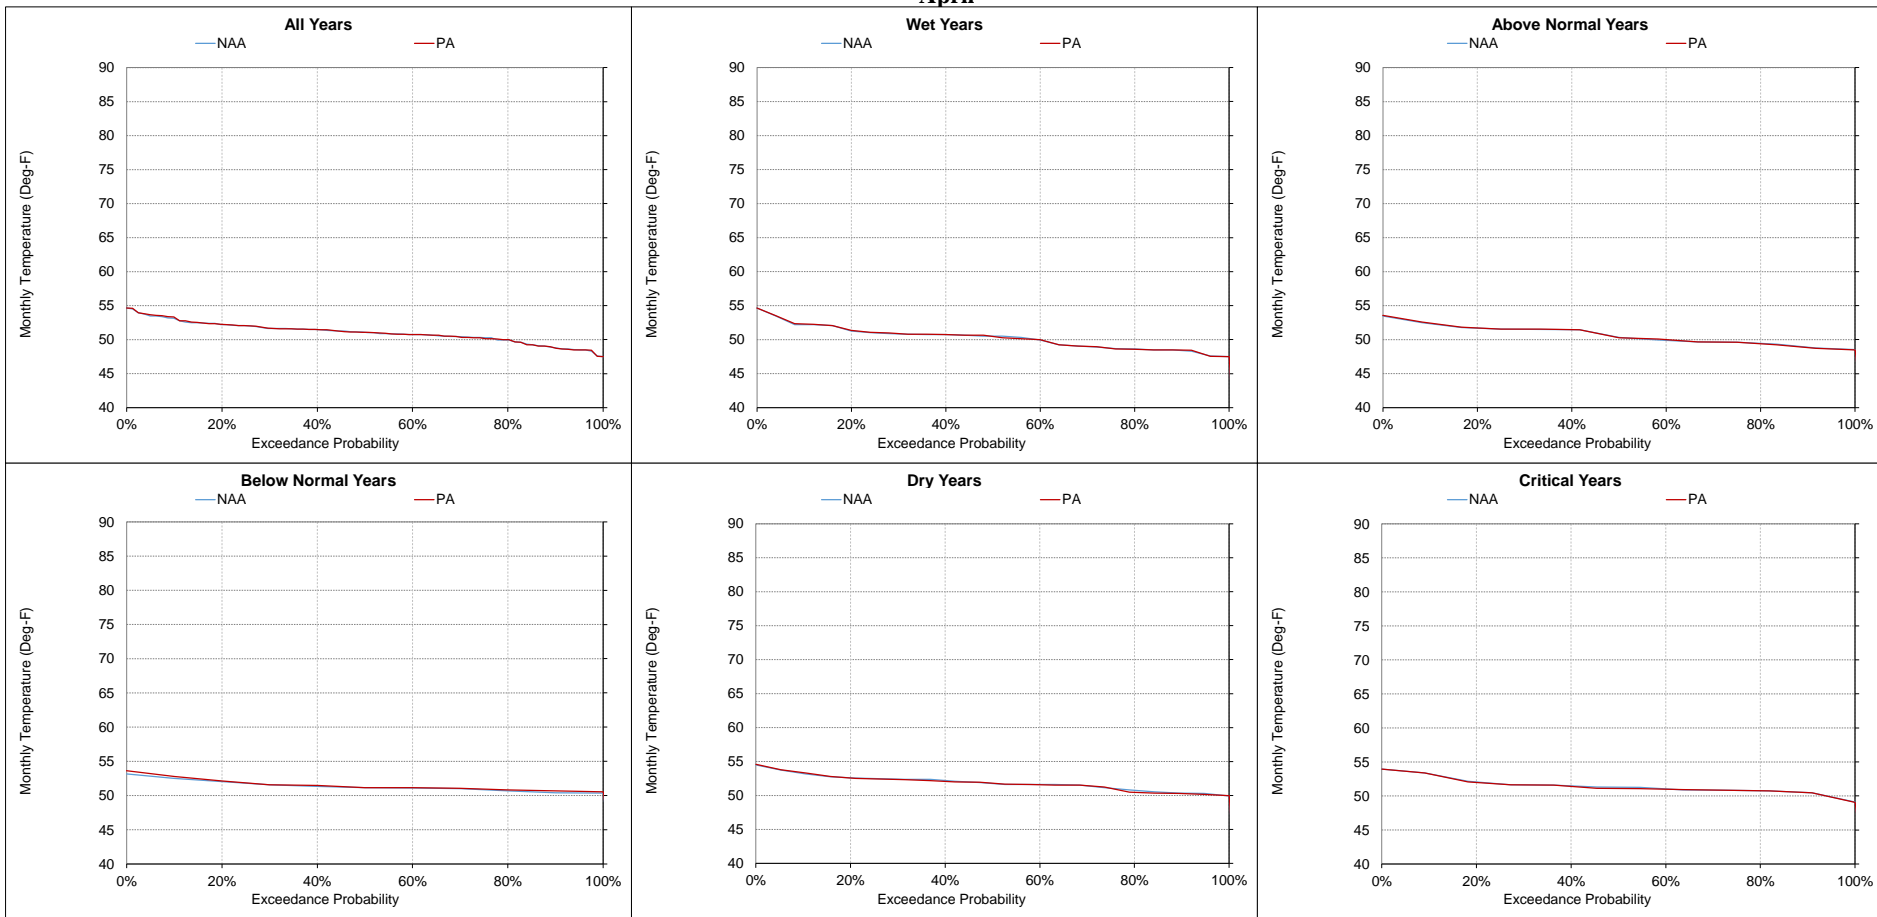 April
All Years
NAA PA
90
85
80
75
70
65
60
55
50
45
40
0% 20% 40% 60% 80% 100%
Monthly Temperature (Deg-F)
Exceedance Probability
Wet Years
NAA PA
90
85
80
75
70
65
60
55
50
45
40
0% 20% 40% 60% 80% 100%
Monthly Temperature (Deg-F)
Exceedance Probability
Above Normal Years
NAA PA
90
85
80
75
70
65
60
55
50
45
40
0% 20% 40% 60% 80% 100%
Monthly Temperature (Deg-F)
Exceedance Probability
Below Normal Years
NAA PA
90
85
80
75
70
65
60
55
50
45
40
0% 20% 40% 60% 80% 100%
Monthly Temperature (Deg-F)
Exceedance Probability
Dry Years
NAA PA
90
85
80
75
70
65
60
55
50
45
40
0% 20% 40% 60% 80% 100%
Monthly Temperature (Deg-F)
Exceedance Probability
Critical Years
NAA PA
90
85
80
75
70
65
60
55
50
45
40
0% 20% 40% 60% 80% 100%
Monthly Temperature (Deg-F)
Exceedance Probability